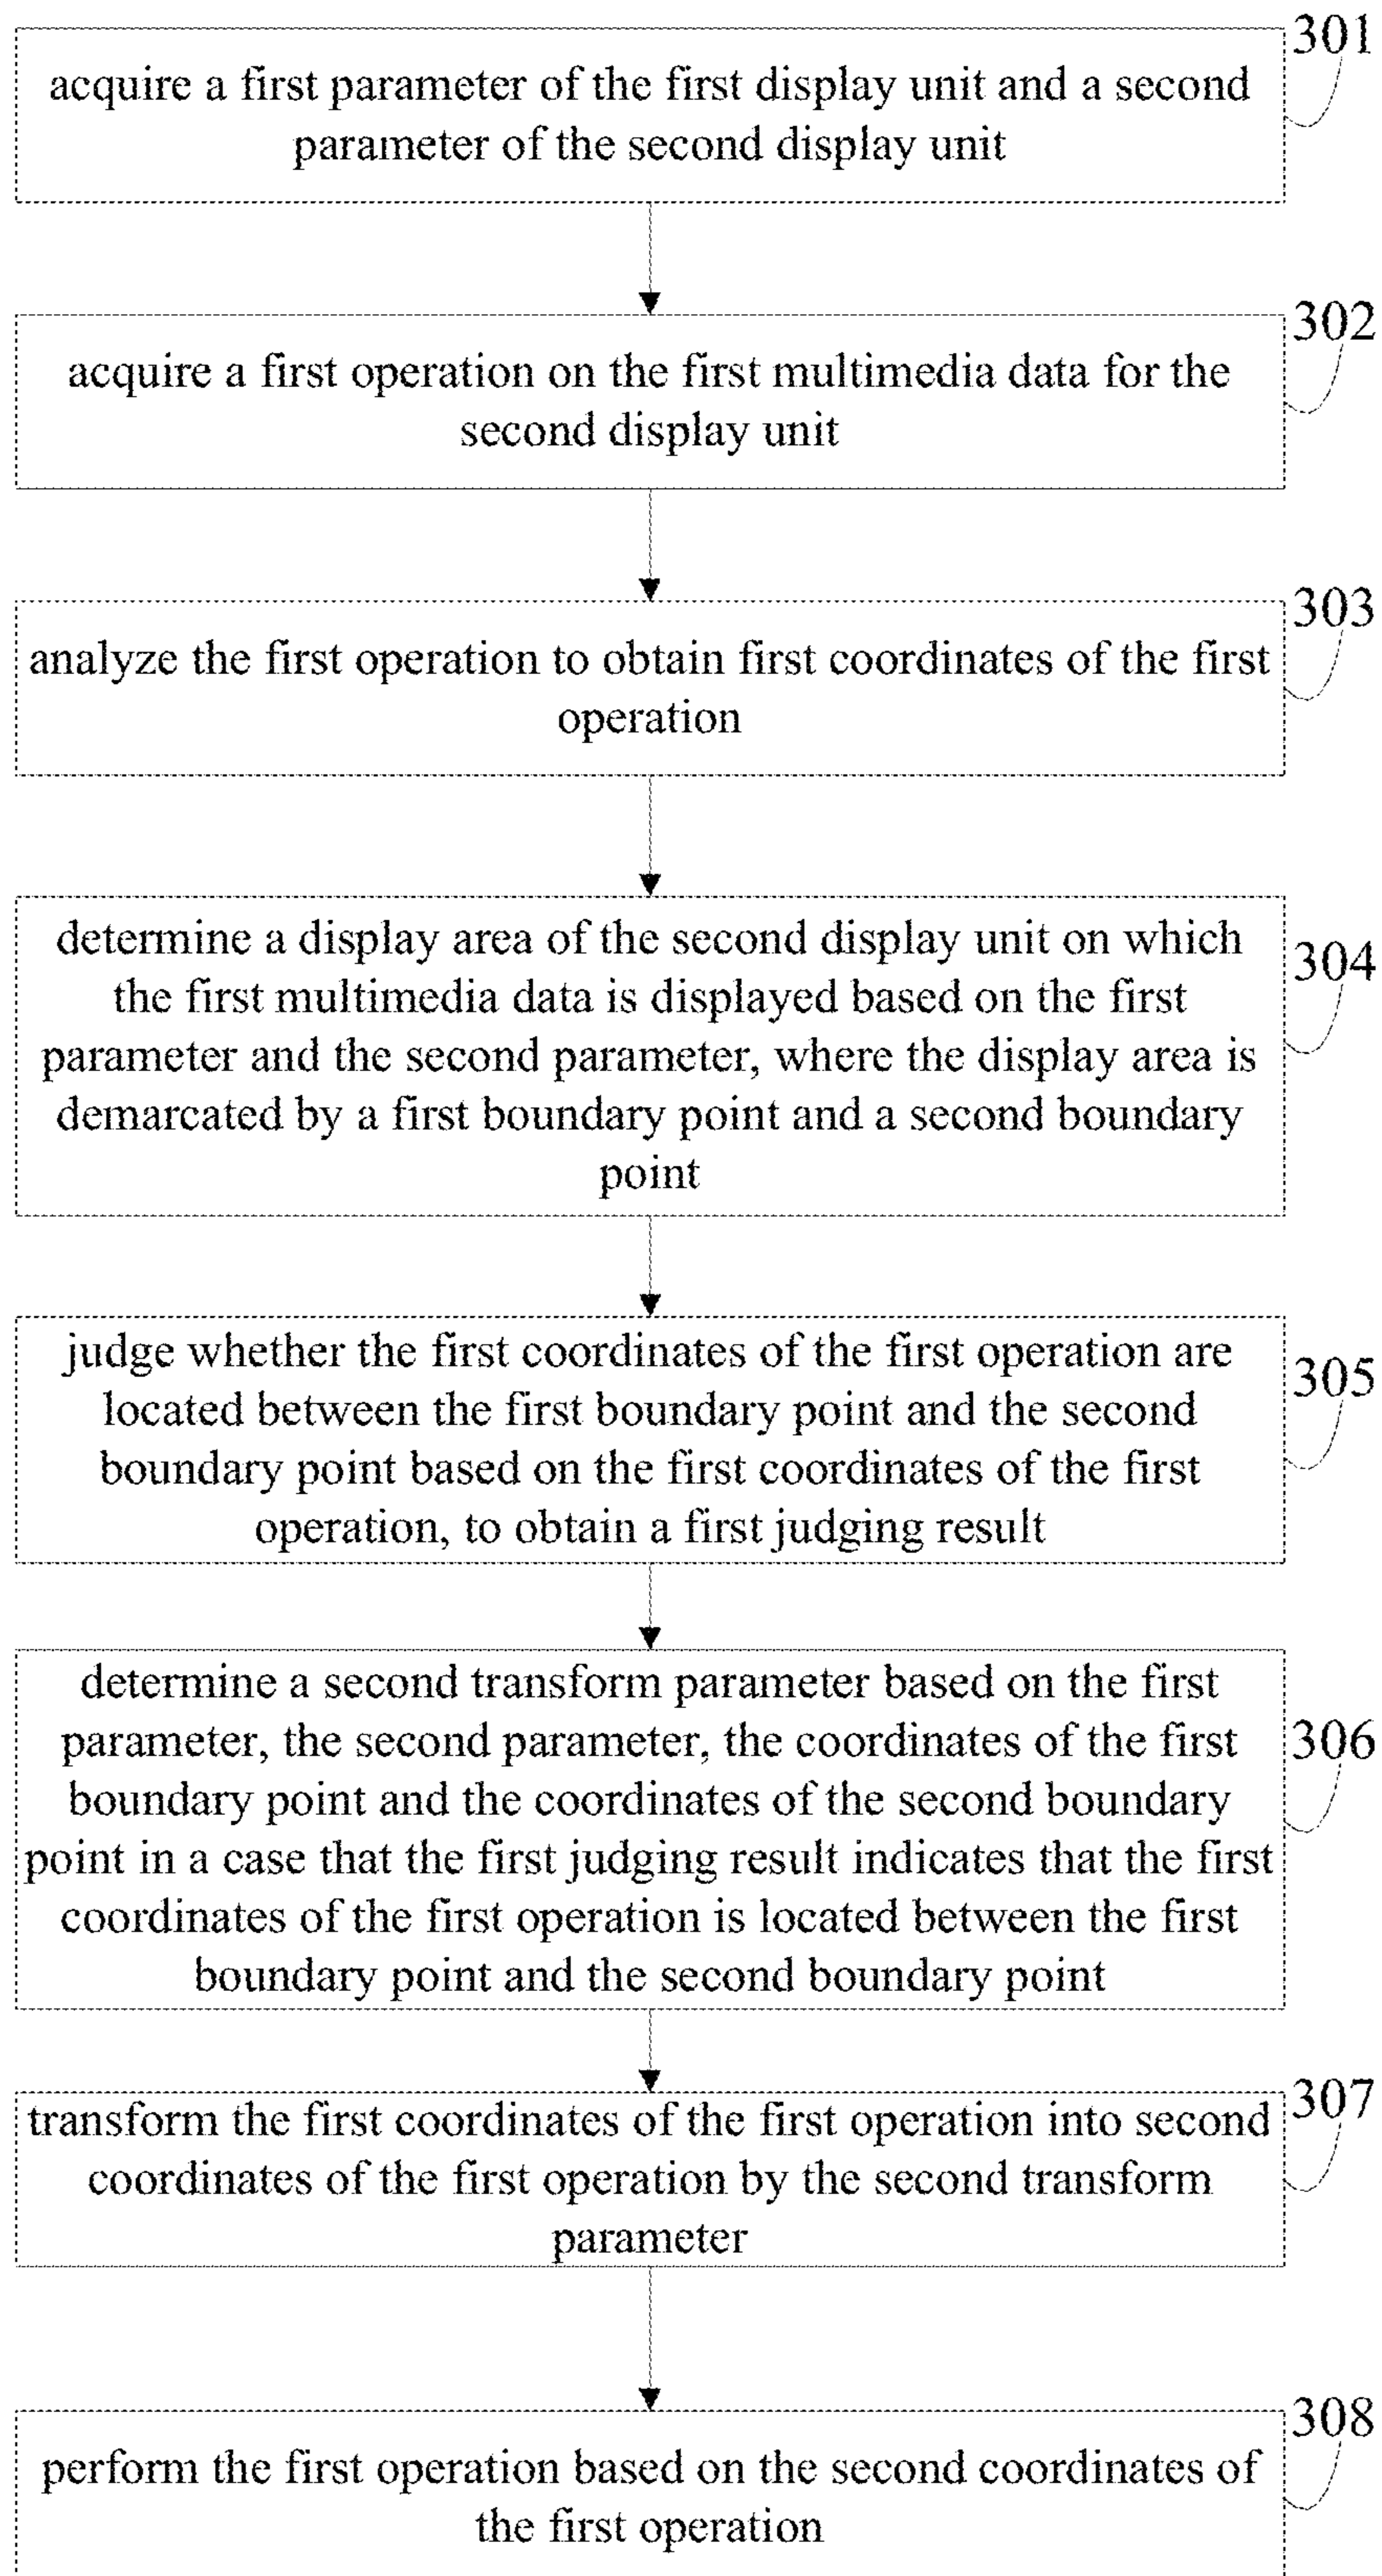 301
acquire a first parameter of the first display unit and a second
parameter of the second display unit
302
acquire a first operation on the first multimedia data for the
second display unit
303
analyze the first operation to obtain first coordinates of the first
operation
304
determine a display area of the second display unit on which
the first multimedia data is displayed based on the first
parameter and the second parameter, where the display area is
demarcated by a first boundary point and a second boundary
point
305
judge whether the first coordinates of the first operation are
located between the first boundary point and the second
boundary point based on the first coordinates of the first
operation, to obtain a first judging result
306
determine a second transform parameter based on the first
parameter, the second parameter, the coordinates of the first
boundary point and the coordinates of the second boundary
point in a case that the first judging result indicates that the first
coordinates of the first operation is located between the first
boundary point and the second boundary point
307
transform the first coordinates of the first operation into second
coordinates of the first operation by the second transform
parameter
308
perform the first operation based on the second coordinates of
the first operation